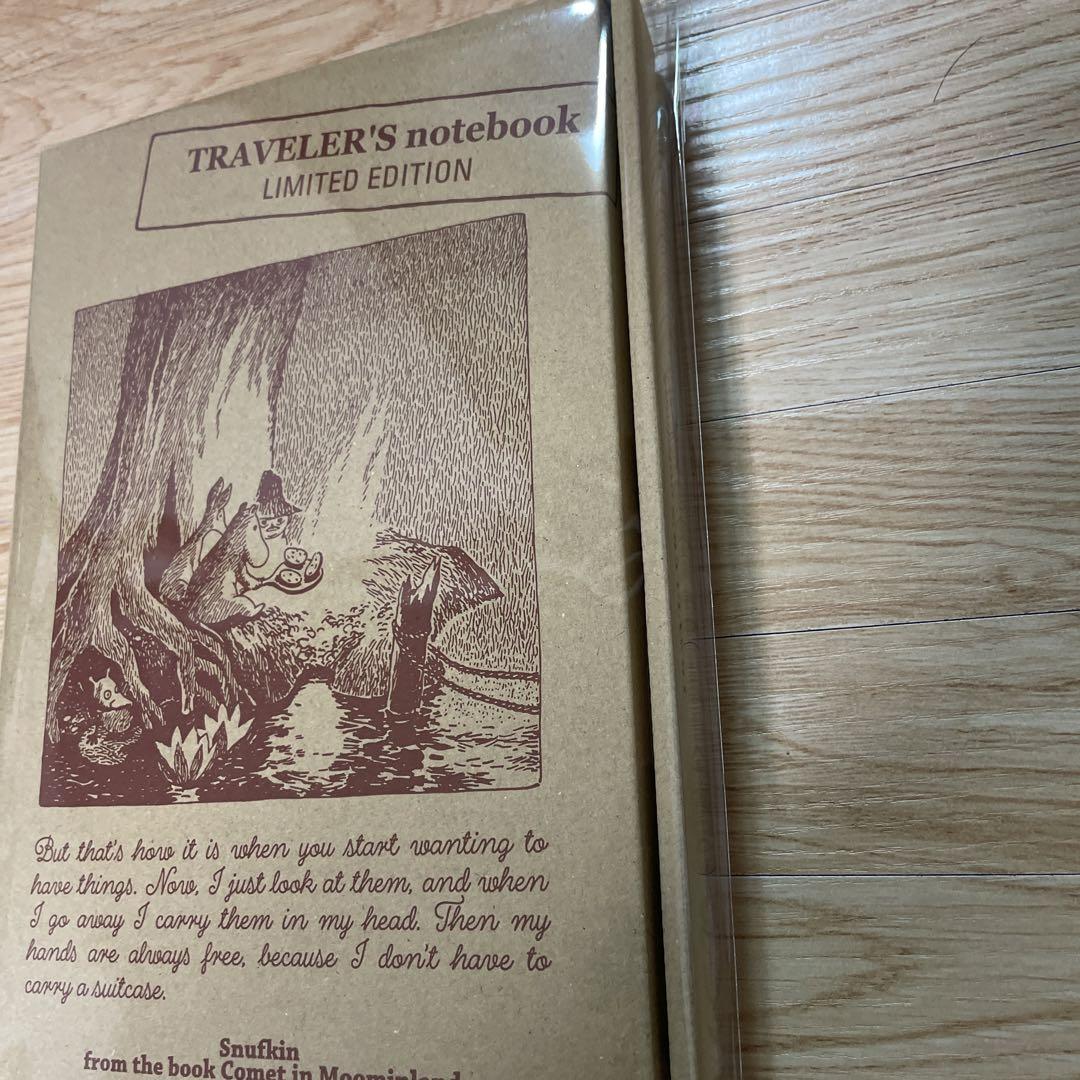 TRAVELER'S notebook
LIMITED EDITION
But that's how it is when you start wanting to
have things. Now, I just look at them, and when
I go away I carry them in my head. Then my
hands are always free, because I don't have to
carry a suitcase.
Snufkin
from the book Comet in Moominland